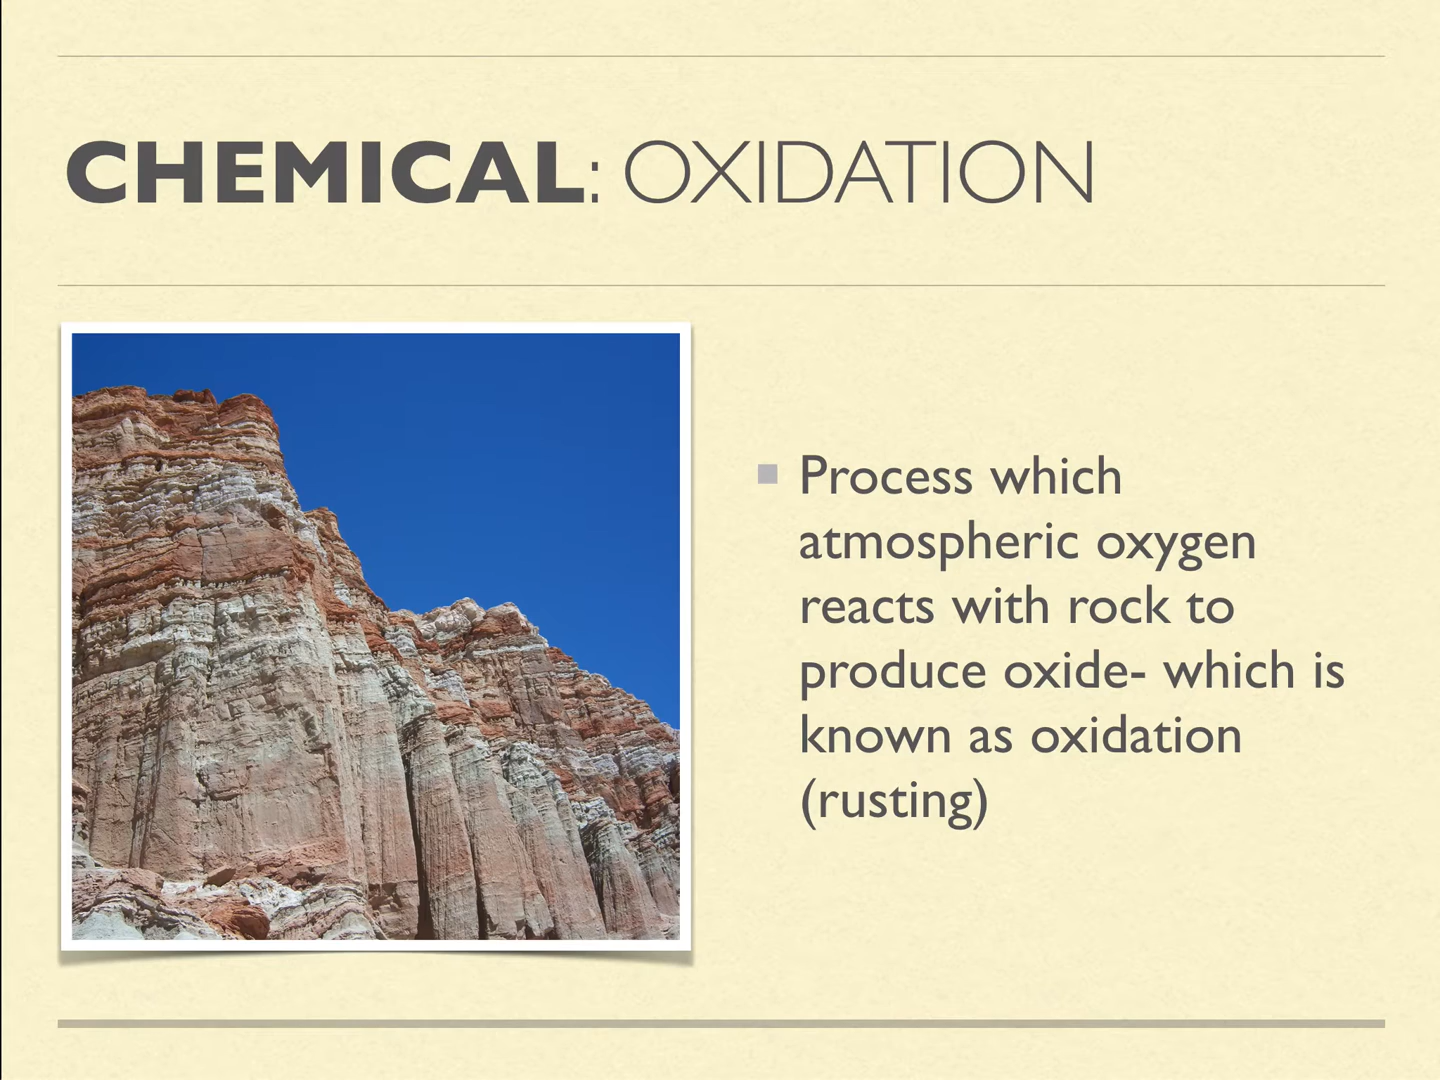 CHEMICAL: OXIDATION
Process which
atmospheric oxygen
reacts with rock to
produce oxide- which is
known as oxidation
(rusting)